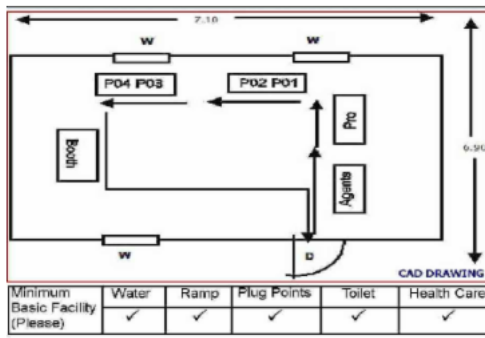 7.10
W W
P04 P03 P02 P01
Pro
6.90
Booth
Agents
W D
CAD DRAWING
Minimum Basic Facility (Please) Water Ramp Plug Points Toilet Health Care
✓ ✓ ✓ ✓ ✓